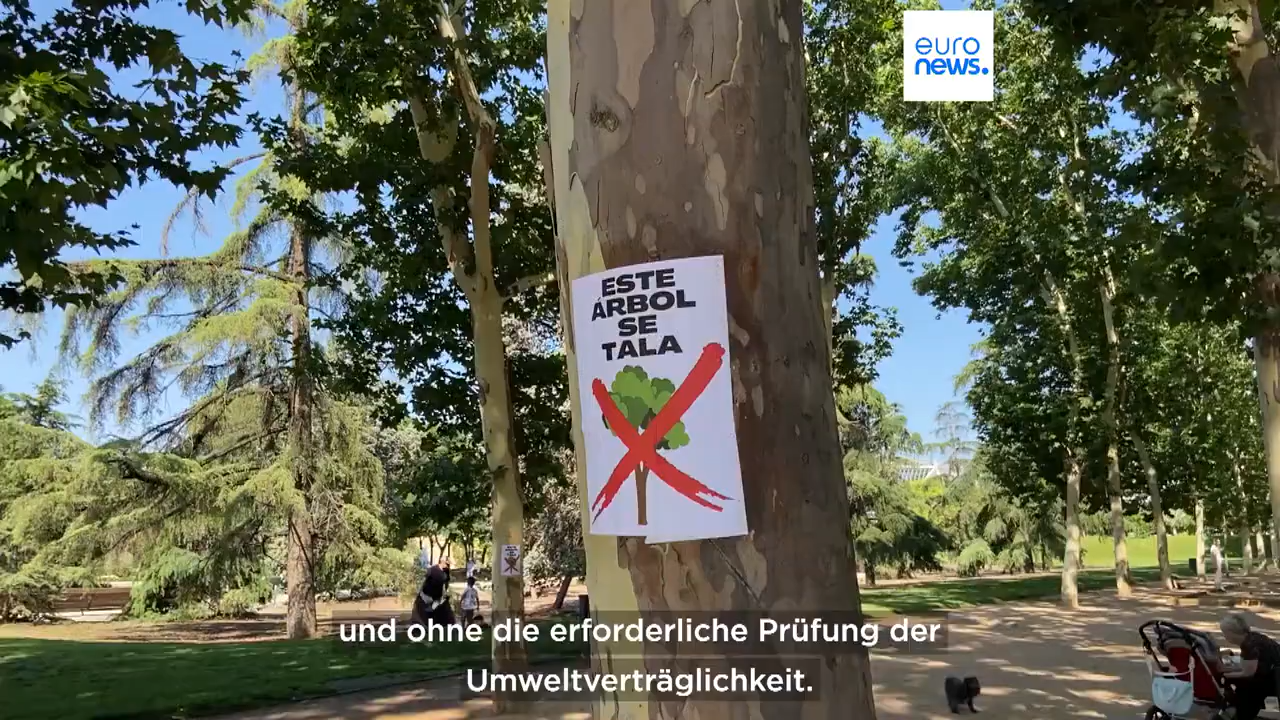 euro
news.
ESTE
ÁRBOL
SE
TALA
und ohne die erforderliche Prüfung der
Umweltverträglichkeit.